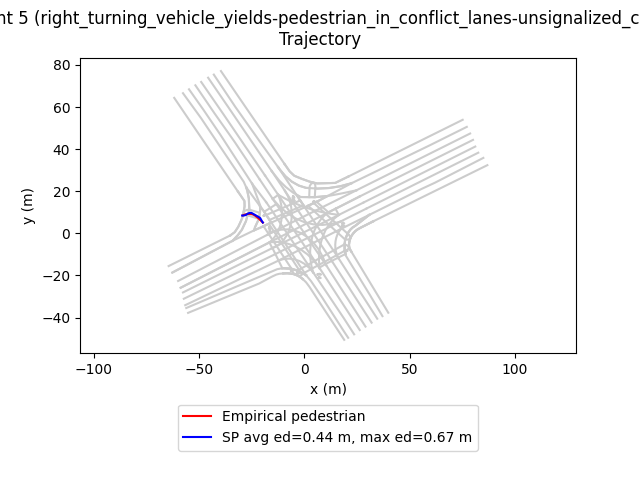 nt 5 (right_turning_vehicle_yields-pedestrian_in_conflict_lanes-unsignalized_c
Trajectory
80
60
40
20
0
−20
−40
y (m)
−100
−50
0
50
100
x (m)
Empirical pedestrian
SP avg ed=0.44 m, max ed=0.67 m